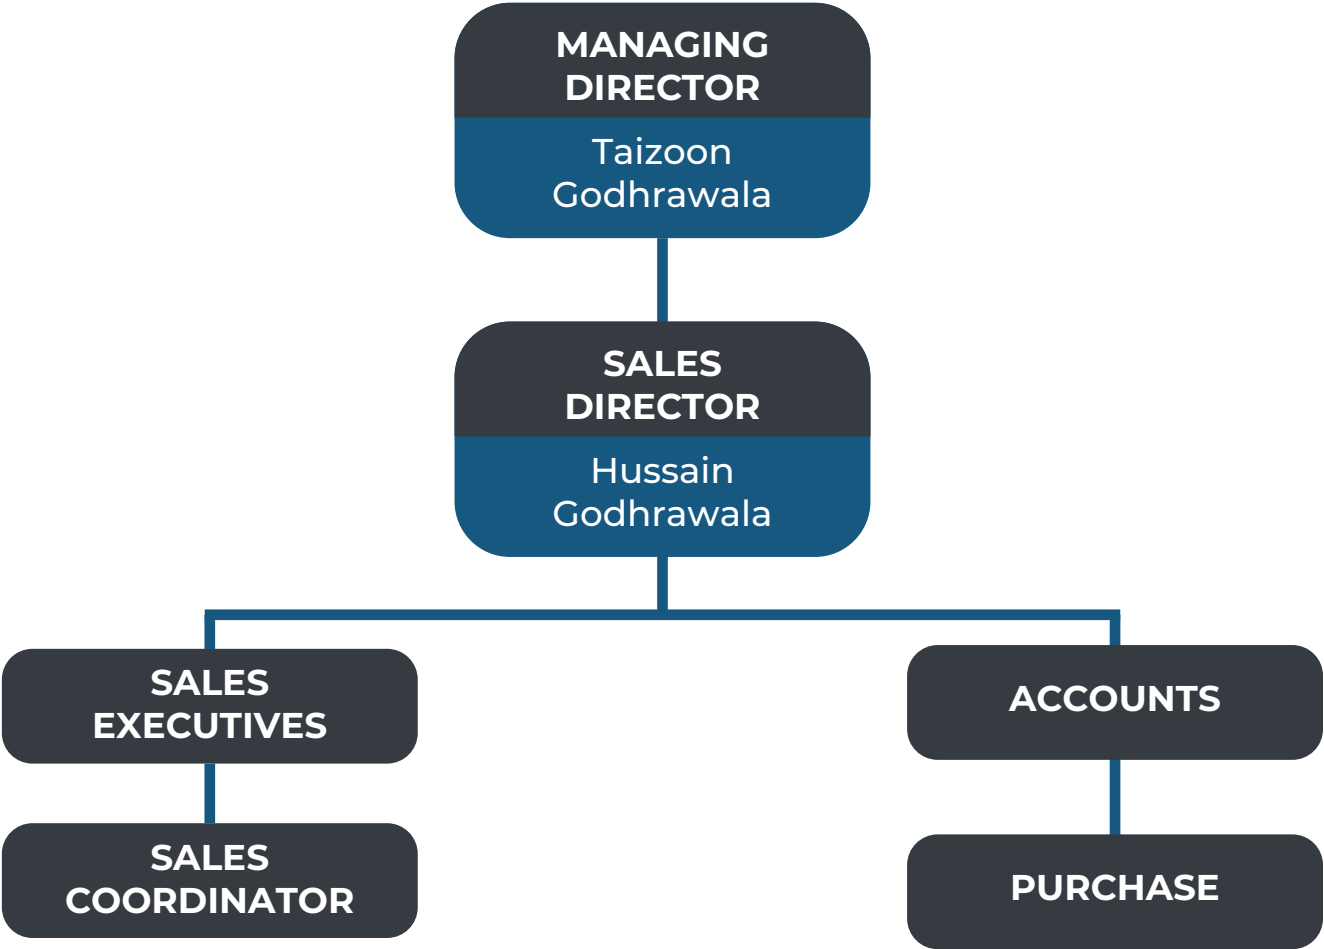 MANAGING
DIRECTOR
Taizoon
Godhrawala
SALES
DIRECTOR
Hussain
Godhrawala
SALES
EXECUTIVES
ACCOUNTS
SALES
COORDINATOR
PURCHASE